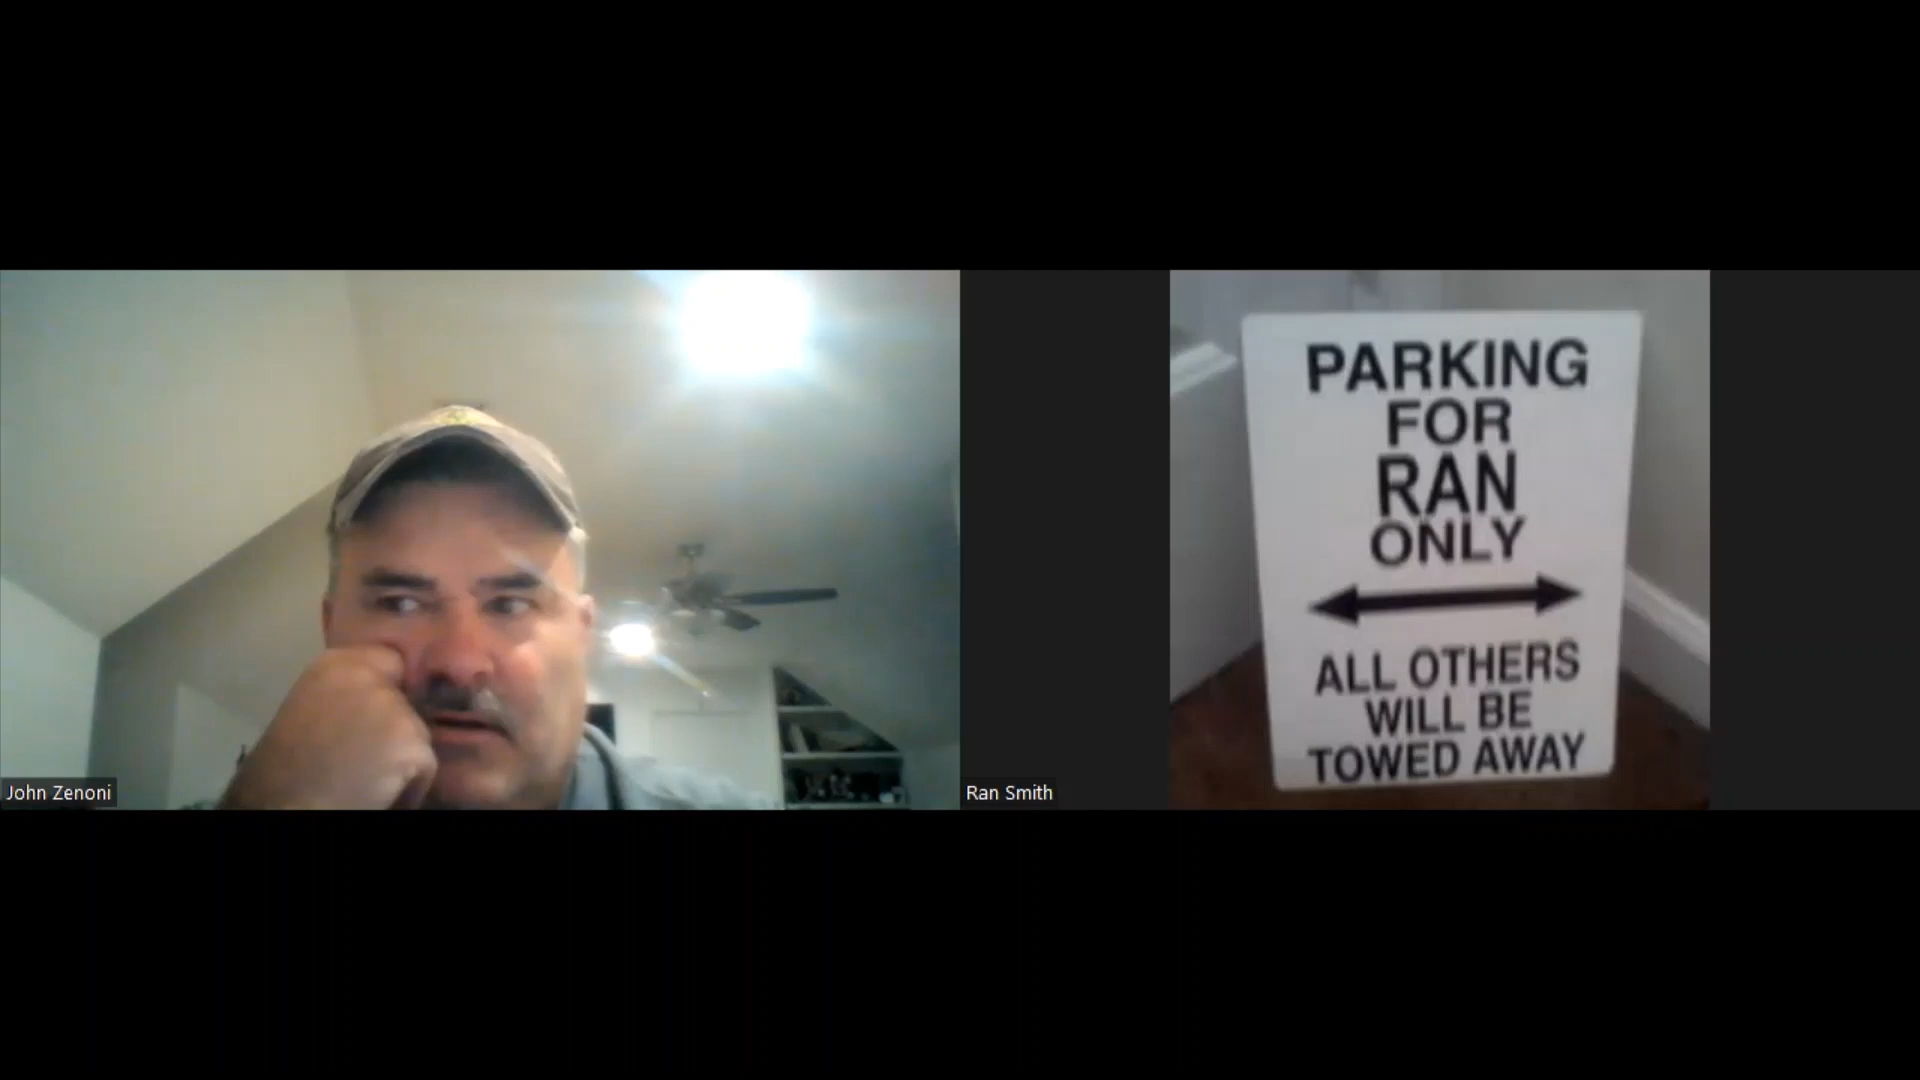 John Zenoni
PARKING
FOR
RAN
ONLY
ALL OTHERS
WILL BE
TOWED AWAY
Ran Smith